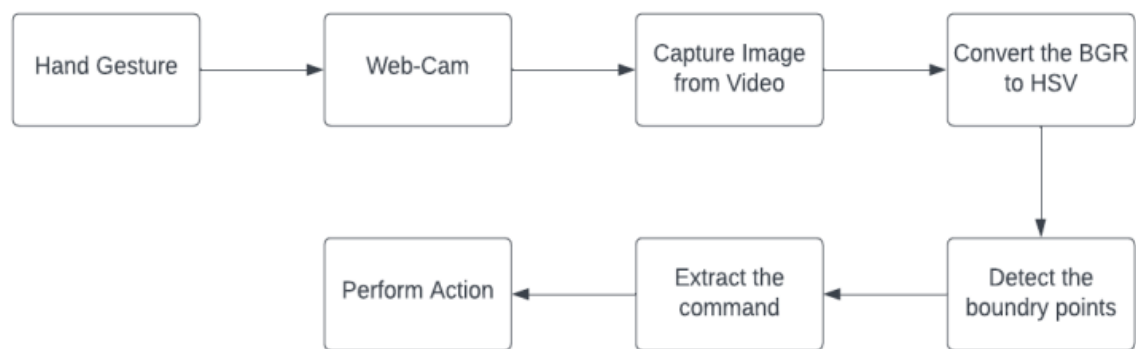 Hand Gesture
Web-Cam
Capture Image
from Video
Convert the BGR
to HSV
Perform Action
Extract the
command
Detect the
boundry points